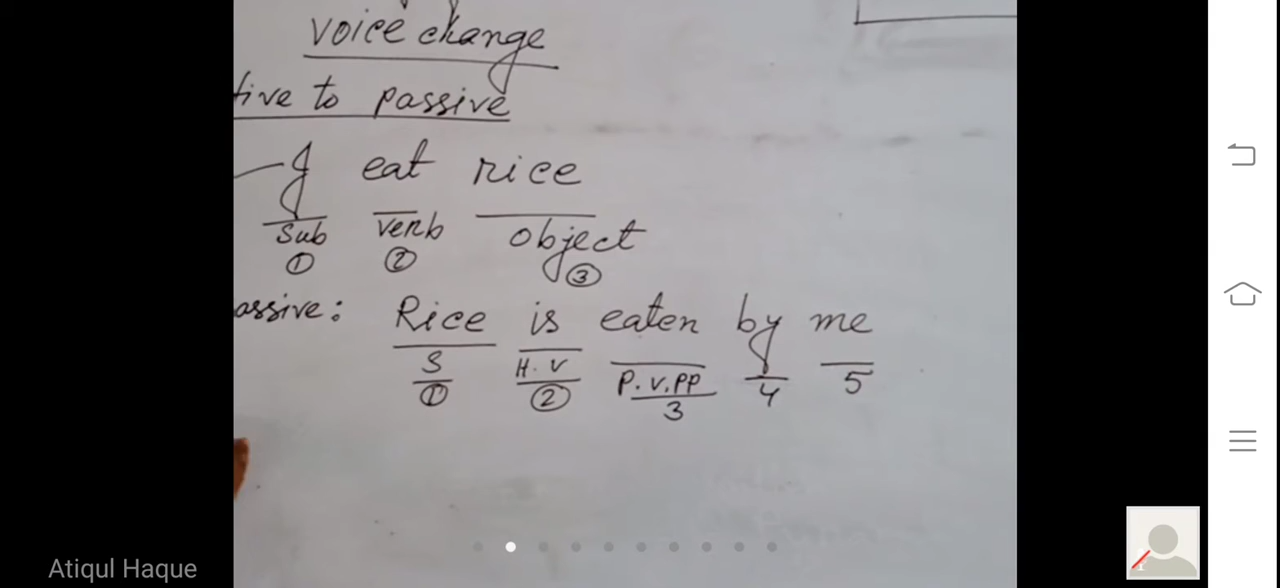 voice change
tive to passive
I eat rice
Sub verb object
① ② ③
assive: Rice is eaten by me
S H.V P.V.PP 4 5
① ② 3
Atiqul Haque